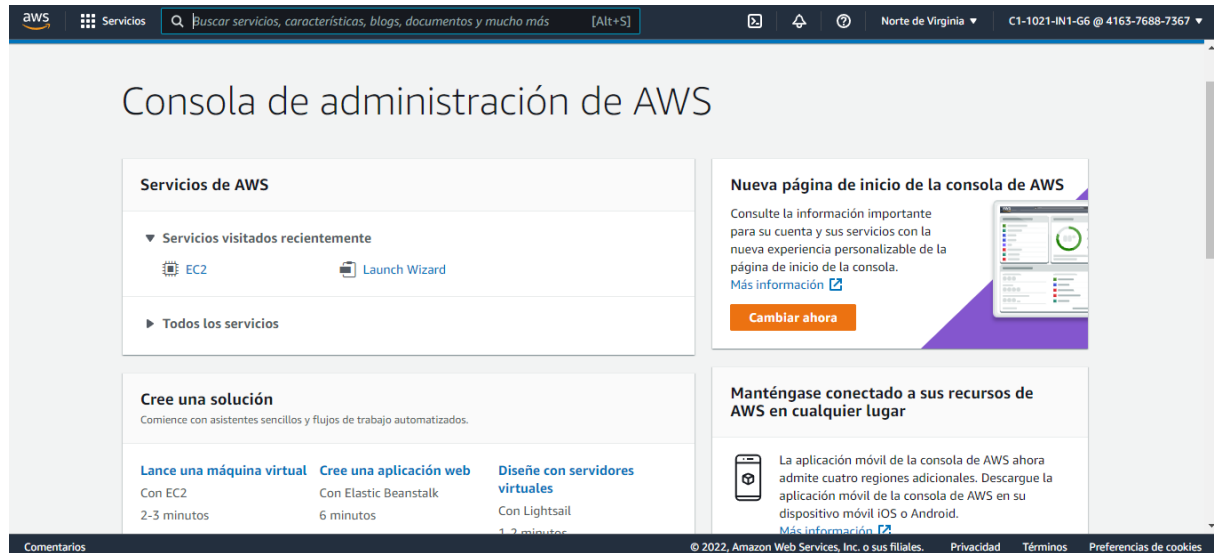 aws
Servicios
Buscar servicios, características, blogs, documentos y mucho más [Alt+S]
Norte de Virginia ▼
C1-1021-IN1-G6 @ 4163-7688-7367 ▼
Consola de administración de AWS
Servicios de AWS
▼ Servicios visitados recientemente
EC2
Launch Wizard
▶ Todos los servicios
Cree una solución
Comience con asistentes sencillos y flujos de trabajo automatizados.
Lance una máquina virtual
Con EC2
2-3 minutos
Cree una aplicación web
Con Elastic Beanstalk
6 minutos
Diseñe con servidores
virtuales
Con Lightsail
1-2 minutos
Nueva página de inicio de la consola de AWS
Consulte la información importante
para su cuenta y sus servicios con la
nueva experiencia personalizable de la
página de inicio de la consola.
Más información
Cambiar ahora
Manténgase conectado a sus recursos de
AWS en cualquier lugar
La aplicación móvil de la consola de AWS ahora
admite cuatro regiones adicionales. Descargue la
aplicación móvil de la consola de AWS en su
dispositivo móvil iOS o Android.
Más información
Comentarios
© 2022, Amazon Web Services, Inc. o sus filiales.
Privacidad
Términos
Preferencias de cookies